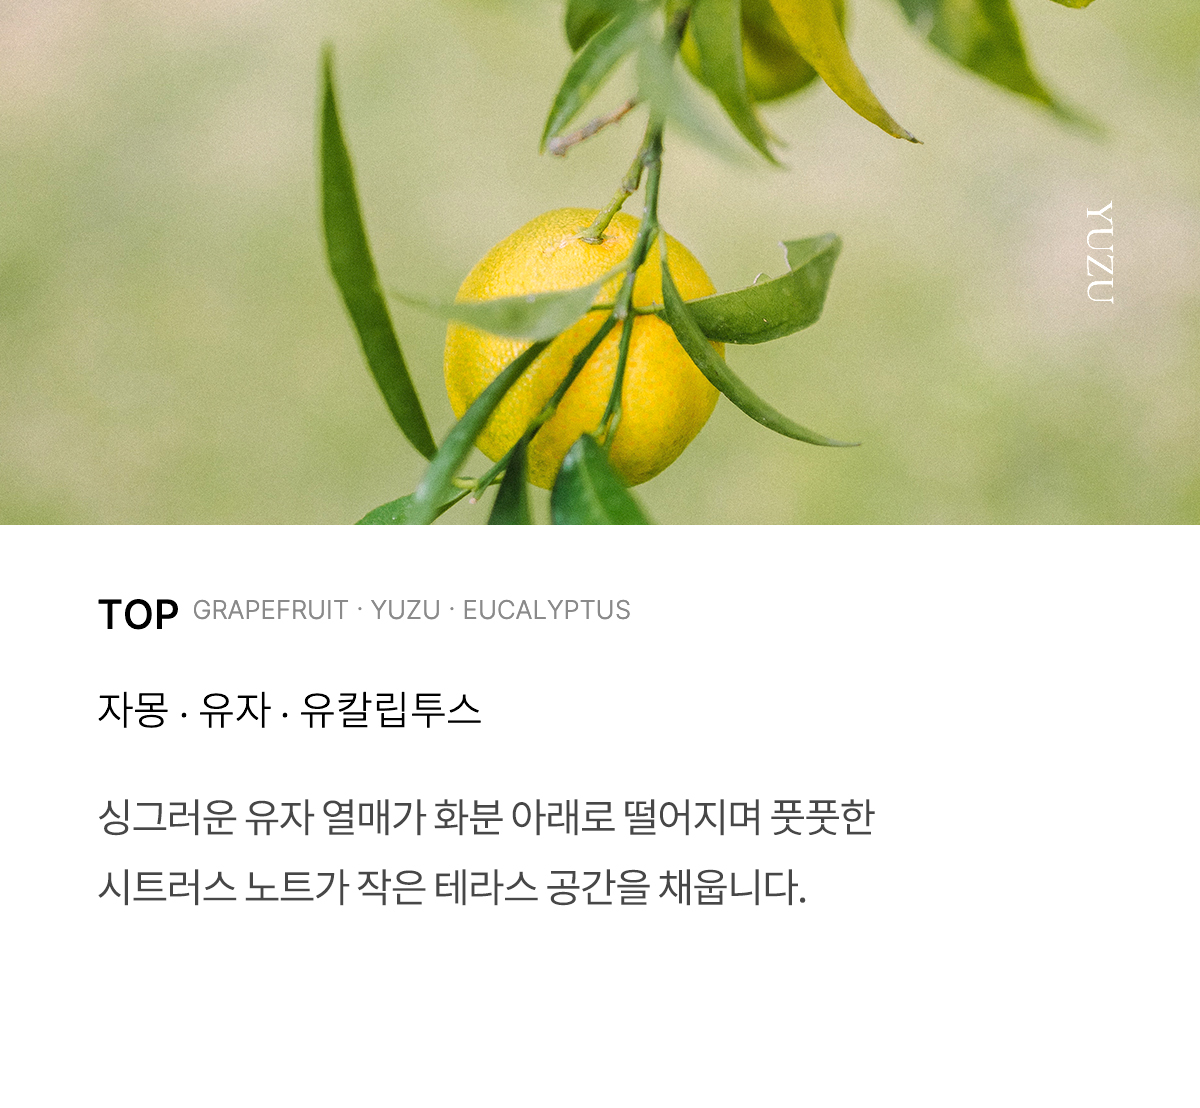 YUZU
TOP GRAPEFRUIT · YUZU · EUCALYPTUS
자몽 · 유자 · 유칼립투스
싱그러운 유자 열매가 화분 아래로 떨어지며 풋풋한
시트러스 노트가 작은 테라스 공간을 채웁니다.